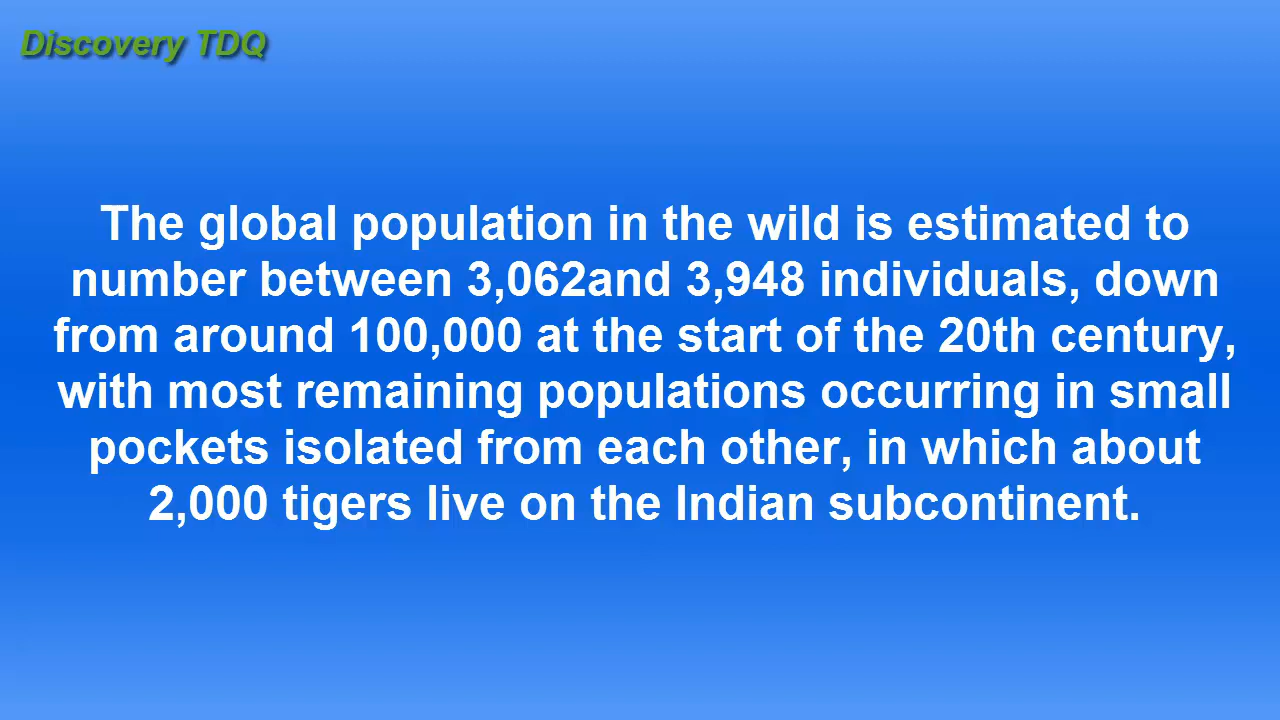 Discovery TDQ
The global population in the wild is estimated to
number between 3,062and 3,948 individuals, down
from around 100,000 at the start of the 20th century,
with most remaining populations occurring in small
pockets isolated from each other, in which about
2,000 tigers live on the Indian subcontinent.